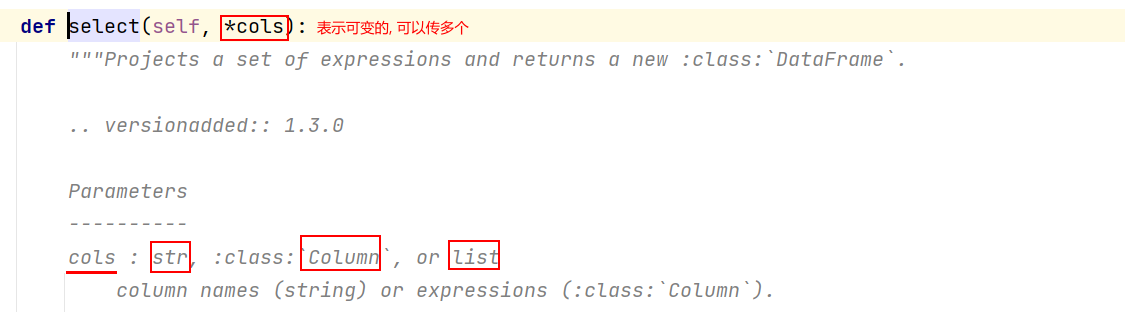 def select(self, *cols): 表示可变的, 可以传多个
"""Projects a set of expressions and returns a new :class:`DataFrame`.
.. versionadded:: 1.3.0
Parameters
----------
cols : str, :class:`Column`, or list
column names (string) or expressions (:class:`Column`).